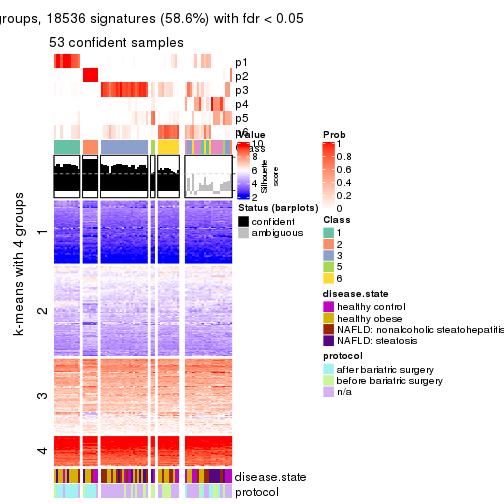 groups, 18536 signatures (58.6%) with fdr < 0.05
53 confident samples
p1
p2
p3
p4
p5
p6
Class
k-means with 4 groups
1
2
3
4
Silhouette
score
disease.state
protocol
Value
10
8
6
4
2
Status (barplots)
confident
ambiguous
Prob
1
0.8
0.6
0.4
0.2
0
Class
1
2
3
5
6
disease.state
healthy control
healthy obese
NAFLD: nonalcoholic steatohepatitis
NAFLD: steatosis
protocol
after bariatric surgery
before bariatric surgery
n/a